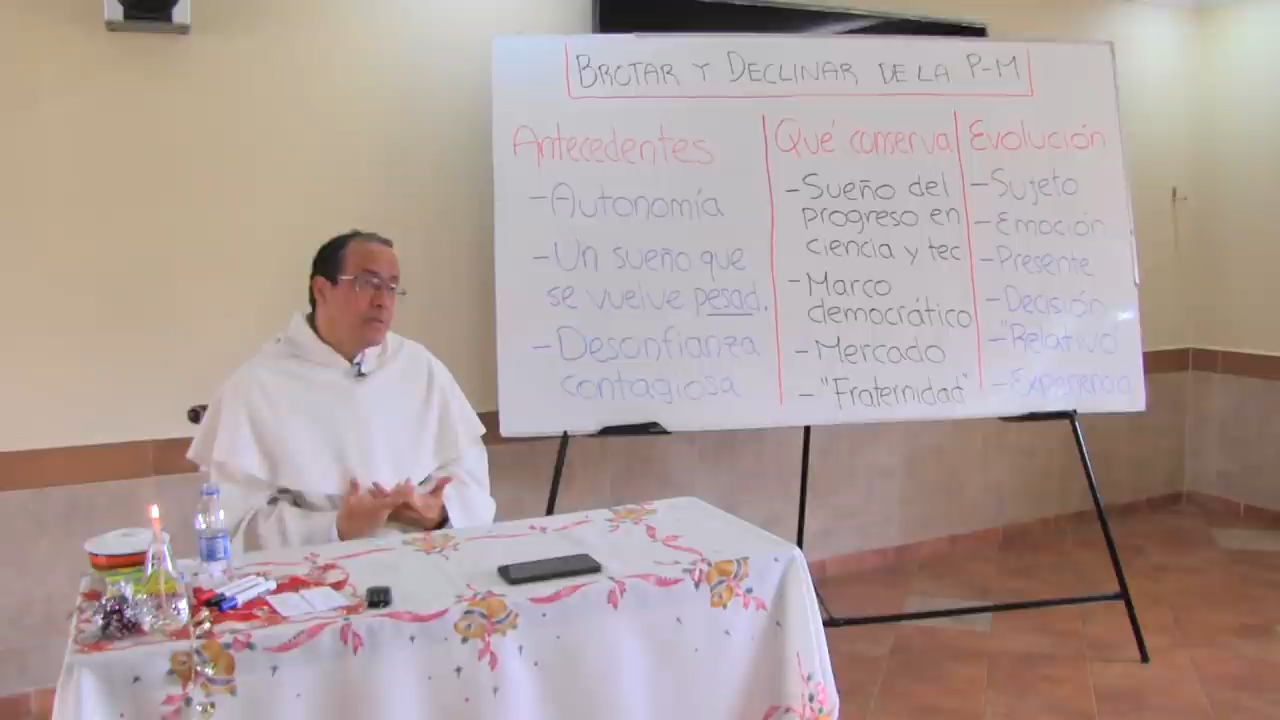 BROTAR Y DECLINAR DE LA P-M
Antecedentes
- Autonomía
- Un sueño que
se vuelve pesad.
- Desconfianza
contagiosa
Qué conserva
- Sueño del
progreso en
ciencia y tec
- Marco
democrático
- Mercado
- "Fraternidad"
Evolución
- Sujeto
- Emoción
- Presente
- Decisión
- "Relativo
- Experiencia